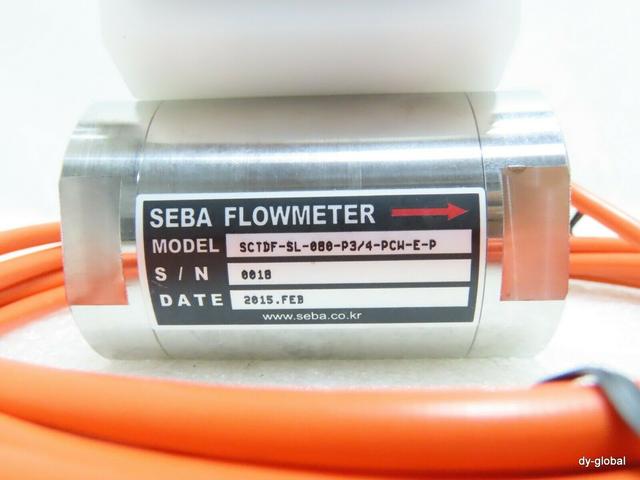 SEBA FLOWMETER
MODEL SCTDF-SL-080-P3/4-PCW-E-P
S / N 0018
DATE 2015.FEB
www.seba.co.kr
dy-global